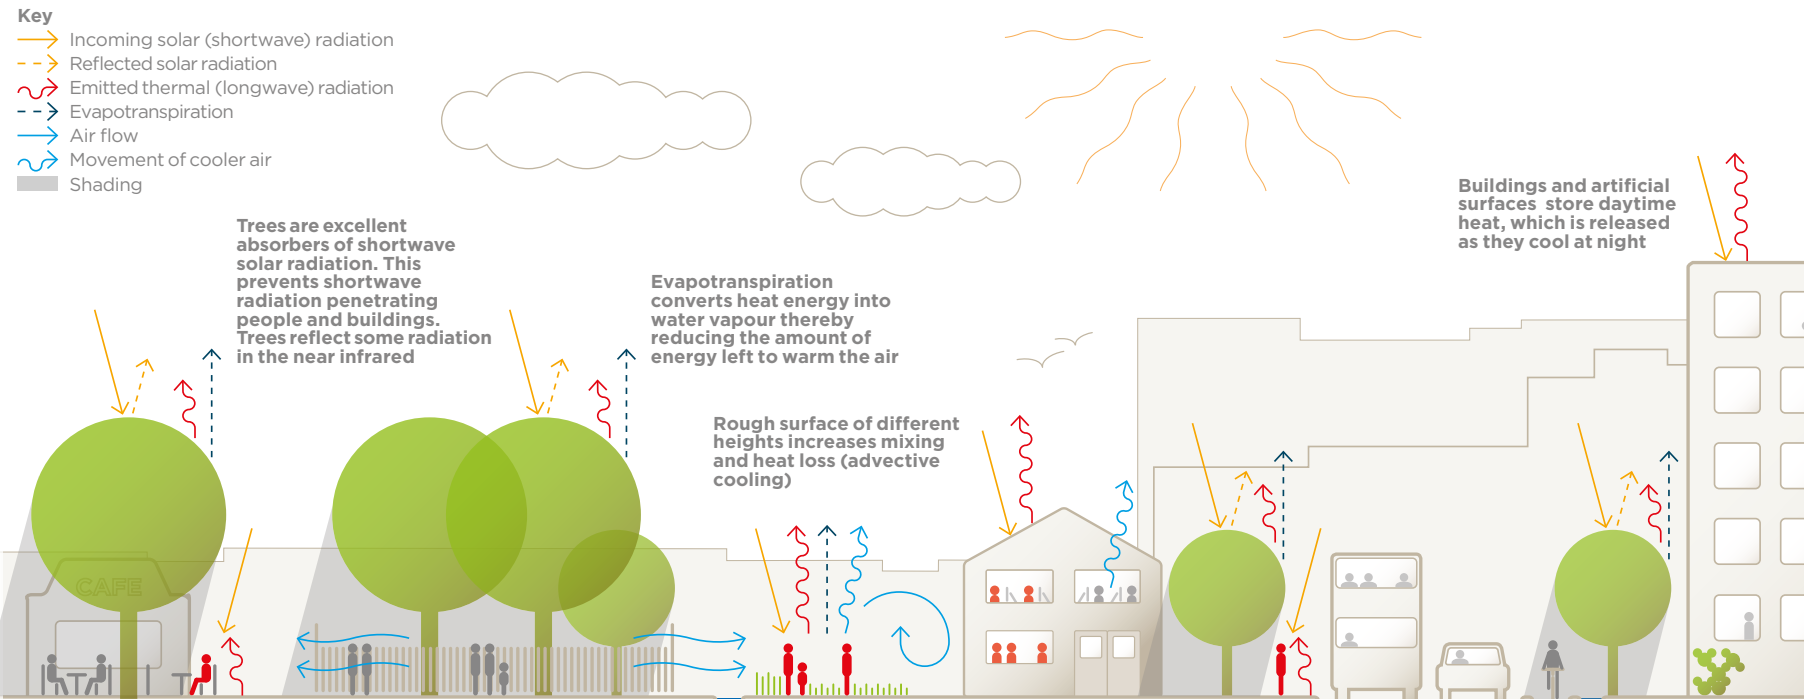 Key
Incoming solar (shortwave) radiation
Reflected solar radiation
Emitted thermal (longwave) radiation
Evapotranspiration
Air flow
Movement of cooler air
Shading
Trees are excellent
absorbers of shortwave
solar radiation. This
prevents shortwave
radiation penetrating
people and buildings.
Trees reflect some radiation
in the near infrared
Evapotranspiration
converts heat energy into
water vapour thereby
reducing the amount of
energy left to warm the air
Rough surface of different
heights increases mixing
and heat loss (advective
cooling)
Buildings and artificial
surfaces store daytime
heat, which is released
as they cool at night
CAFE